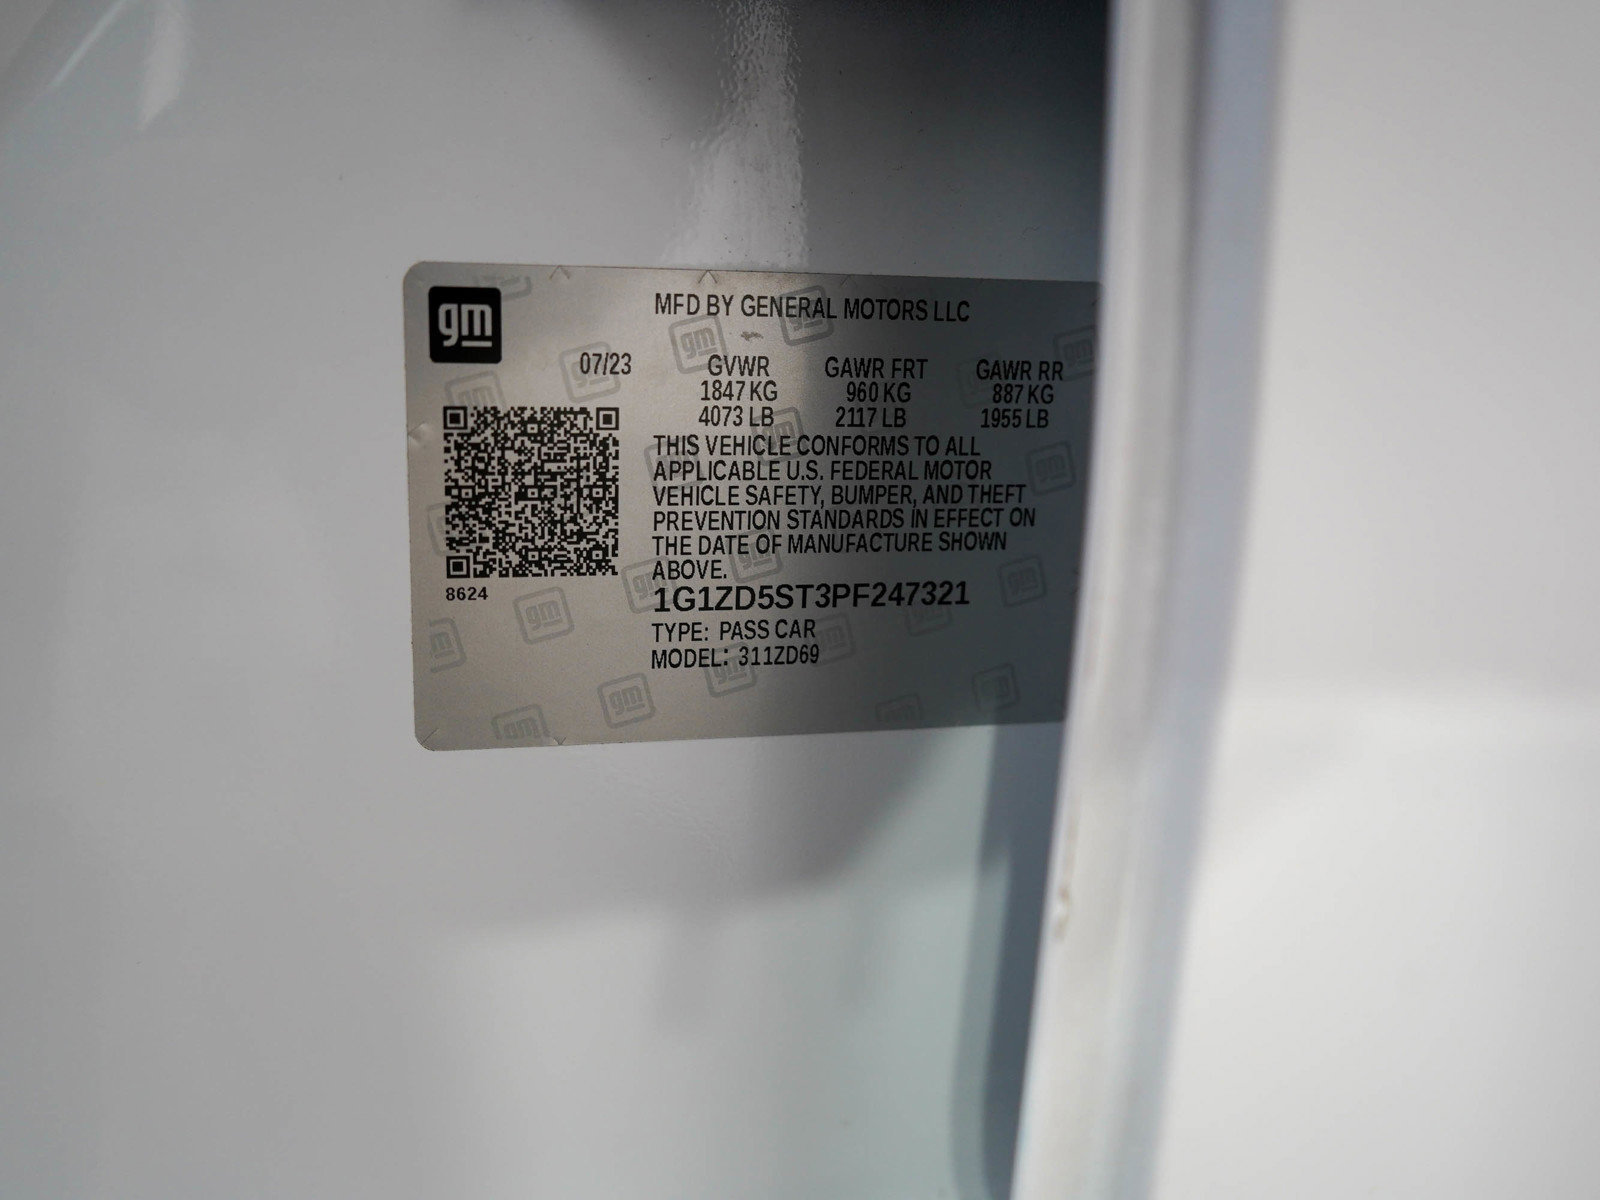 gm
MFD BY GENERAL MOTORS LLC
07/23 GVWR GAWR FRT GAWR RR
1847 KG 960 KG 887 KG
4073 LB 2117 LB 1955 LB
THIS VEHICLE CONFORMS TO ALL
APPLICABLE U.S. FEDERAL MOTOR
VEHICLE SAFETY, BUMPER, AND THEFT
PREVENTION STANDARDS IN EFFECT ON
THE DATE OF MANUFACTURE SHOWN
ABOVE.
8624
1G1ZD5ST3PF247321
TYPE: PASS CAR
MODEL: 311ZD69